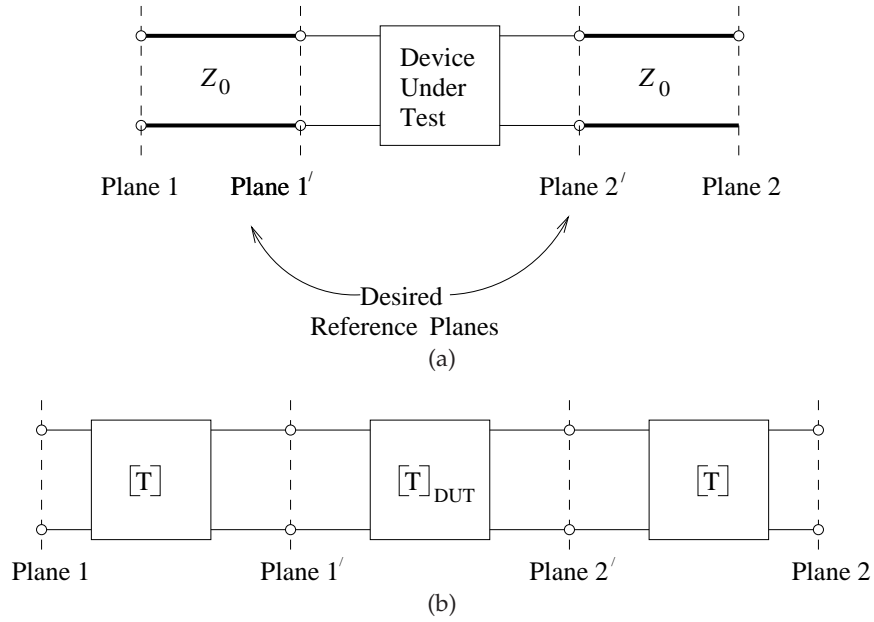 Z0
Device
Under
Test
Z0
Plane 1
Plane 1′
Plane 2′
Plane 2
Desired
Reference Planes
(a)
[T]
[T]DUT
[T]
Plane 1
Plane 1′
Plane 2′
Plane 2
(b)